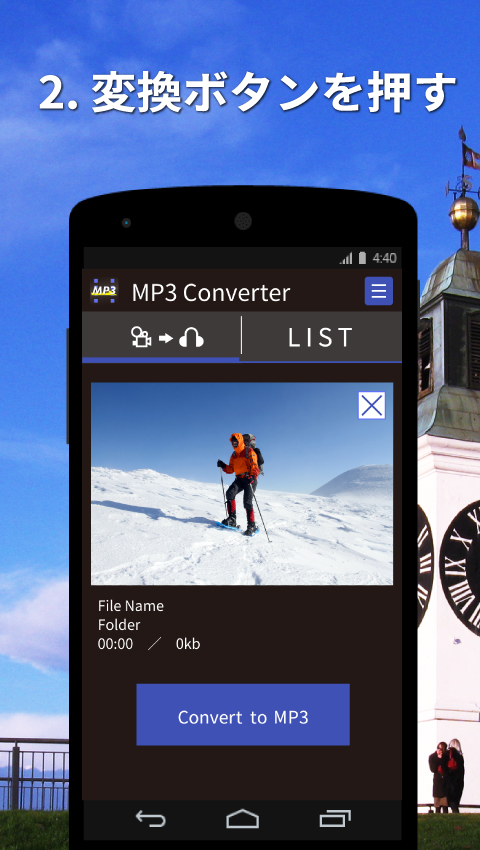 2. 変換ボタンを押す
4:40
MP3
MP3 Converter
LIST
File Name
Folder
00:00 ／ 0kb
Convert to MP3